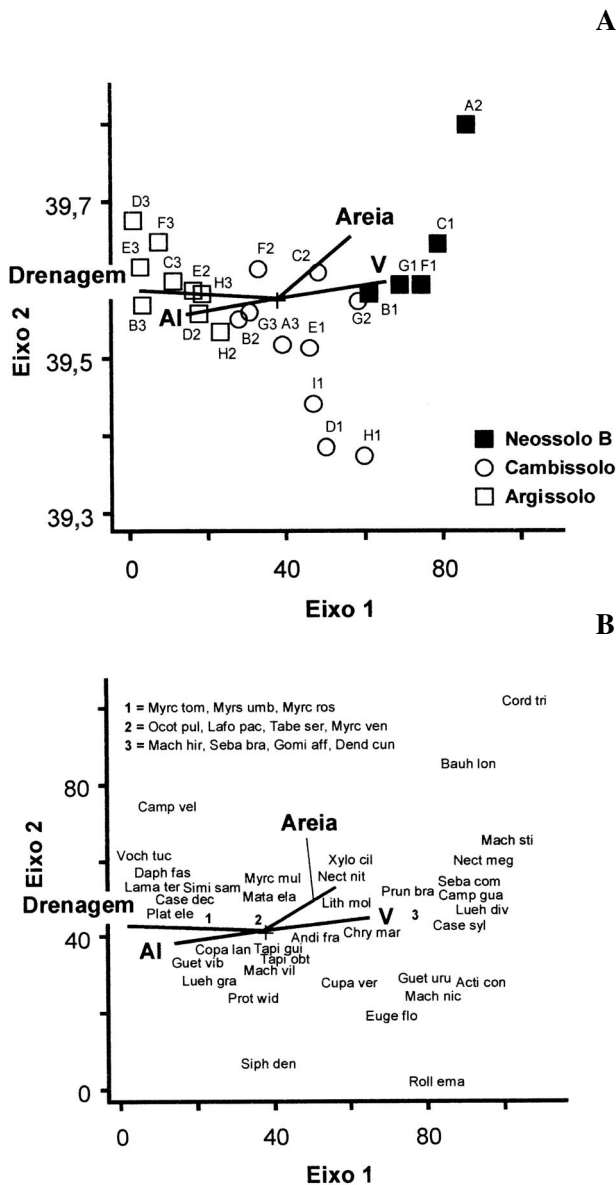 A
A2
39,7
D3
F3
Areia
C1
E3
C3
E2
H3
F2
C2
V
G1 F1
Drenagem
Al
B3
D2
H2
B2
G3
A3
E1
G2
B1
Eixo 2
39,5
I1
D1
H1
Neossolo B
Cambissolo
Argissolo
39,3
0
40
80
Eixo 1
B
1 = Myrc tom, Myrs umb, Myrc ros
2 = Ocot pul, Lafo pac, Tabe ser, Myrc ven
3 = Mach hir, Seba bra, Gomi aff, Dend cun
Cord tri
Bauh lon
80
Camp vel
Areia
Mach sti
Voch tuc
Xylo cil
Nect meg
Daph fas
Myrc mul
Nect nit
Seba com
Lama ter
Simi sam
Mata ela
Prun bra
Camp gua
Case dec
Lith mol
Lueh div
Drenagem
Plat ele
1
2
V
3
Case syl
Eixo 2
40
Al
Andi fra
Chry mar
Copa lan
Tapi gui
Guet vib
Tapi obt
Mach vil
Lueh gra
Cupa ver
Guet uru
Acti con
Prot wid
Mach nic
Euge flo
Siph den
Roll ema
0
0
40
80
Eixo 1